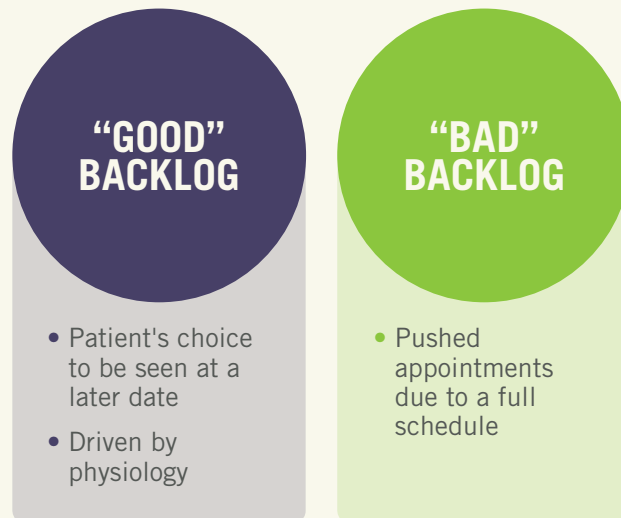 “GOOD”
BACKLOG
• Patient's choice
to be seen at a
later date
• Driven by
physiology
“BAD”
BACKLOG
• Pushed
appointments
due to a full
schedule